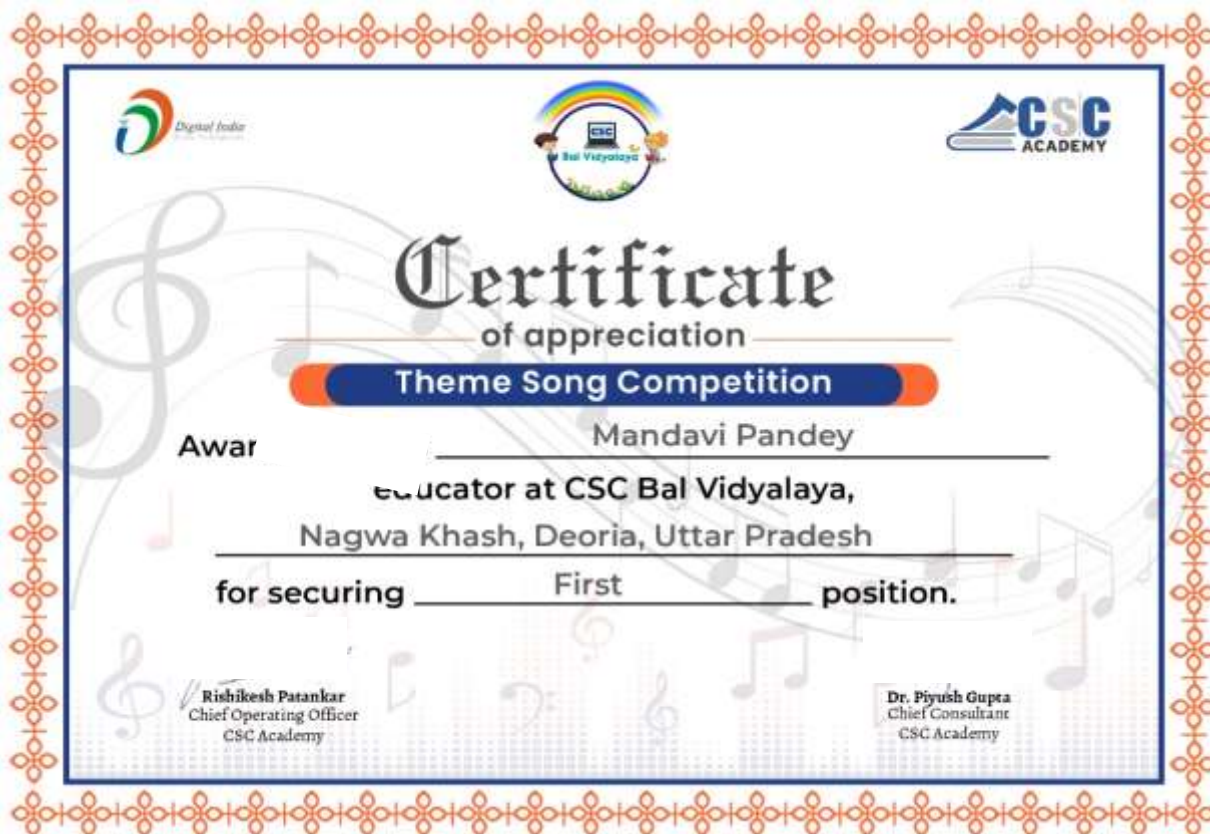 Digital India
CSC
Bal Vidyalaya
CSC
ACADEMY
Certificate
of appreciation
Theme Song Competition
Awar Mandavi Pandey
educator at CSC Bal Vidyalaya,
Nagwa Khash, Deoria, Uttar Pradesh
for securing First position.
Rishikesh Patankar
Chief Operating Officer
CSC Academy
Dr. Piyush Gupta
Chief Consultant
CSC Academy